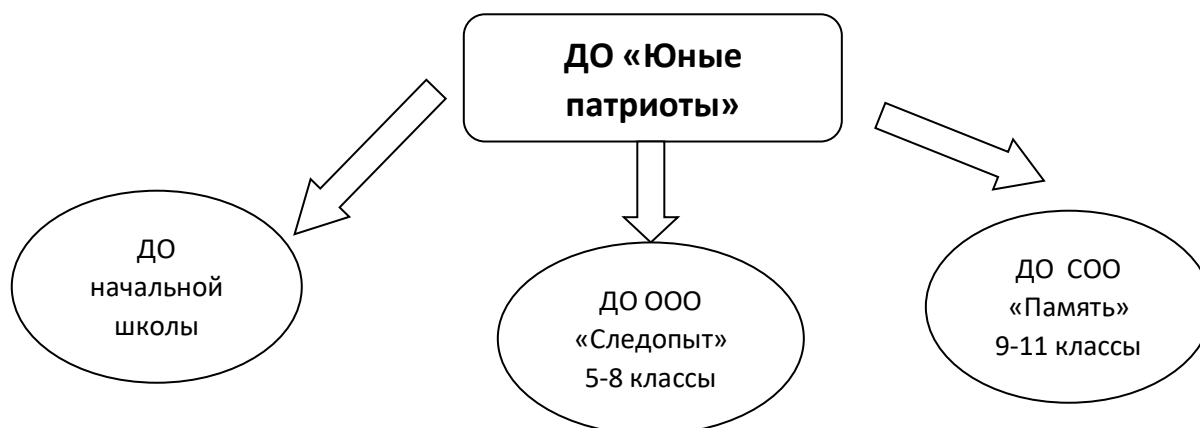 ДО «Юные
патриоты»
ДО
начальной
школы
ДО ООО
«Следопыт»
5-8 классы
ДО СОО
«Память»
9-11 классы